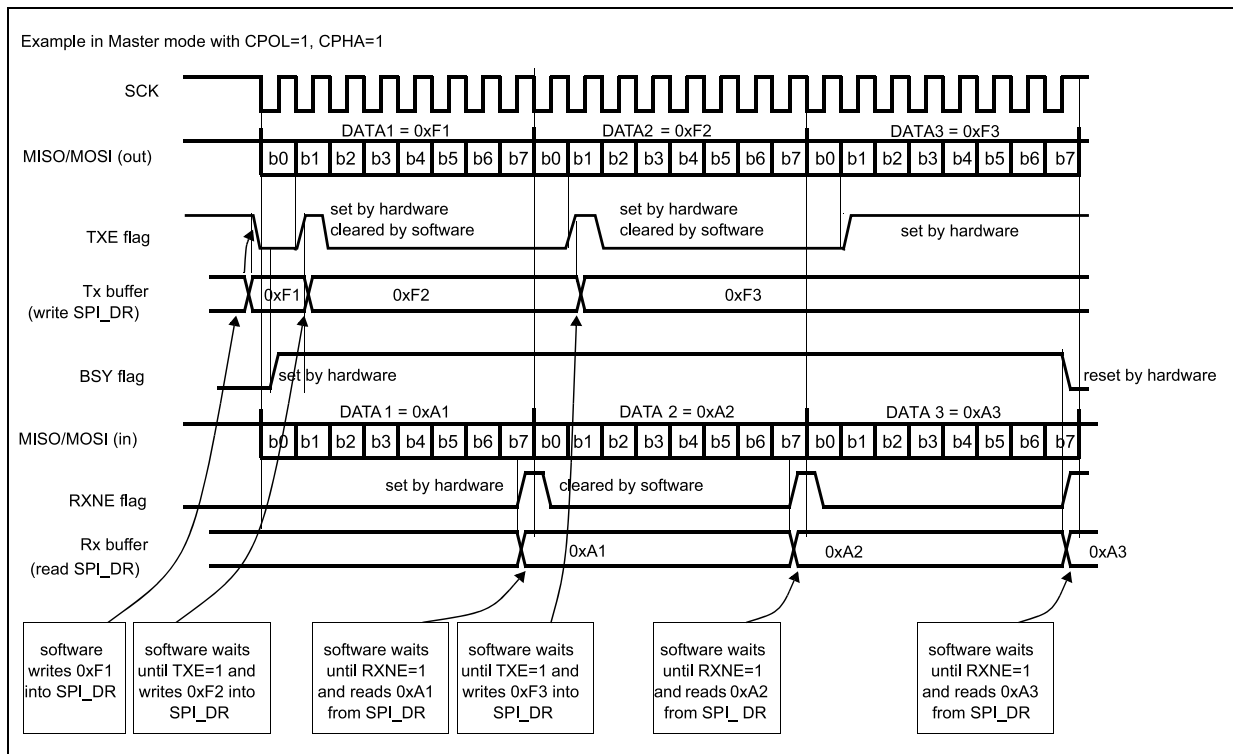 Example in Master mode with CPOL=1, CPHA=1
SCK
DATA1 = 0xF1
DATA2 = 0xF2
DATA3 = 0xF3
MISO/MOSI (out)
b0 b1 b2 b3 b4 b5 b6 b7 b0 b1 b2 b3 b4 b5 b6 b7 b0 b1 b2 b3 b4 b5 b6 b7
TXE flag
set by hardware
cleared by software
set by hardware
cleared by software
set by hardware
Tx buffer
(write SPI_DR)
0xF1
0xF2
0xF3
BSY flag
set by hardware
reset by hardware
DATA 1 = 0xA1
DATA 2 = 0xA2
DATA 3 = 0xA3
MISO/MOSI (in)
b0 b1 b2 b3 b4 b5 b6 b7 b0 b1 b2 b3 b4 b5 b6 b7 b0 b1 b2 b3 b4 b5 b6 b7
RXNE flag
set by hardware
cleared by software
Rx buffer
(read SPI_DR)
0xA1
0xA2
0xA3
software
writes 0xF1
into SPI_DR
software waits
until TXE=1 and
writes 0xF2 into
SPI_DR
software waits
until RXNE=1
and reads 0xA1
from SPI_DR
software waits
until TXE=1 and
writes 0xF3 into
SPI_DR
software waits
until RXNE=1
and reads 0xA2
from SPI_ DR
software waits
until RXNE=1
and reads 0xA3
from SPI_DR